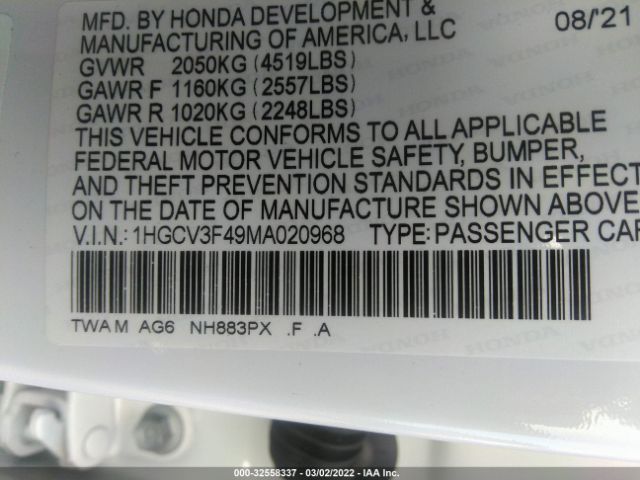 MFD. BY HONDA DEVELOPMENT & 08/'21
MANUFACTURING OF AMERICA, LLC
GVWR 2050KG (4519LBS)
GAWR F 1160KG (2557LBS)
GAWR R 1020KG (2248LBS)
THIS VEHICLE CONFORMS TO ALL APPLICABLE
FEDERAL MOTOR VEHICLE SAFETY, BUMPER,
AND THEFT PREVENTION STANDARDS IN EFFECT
ON THE DATE OF MANUFACTURE SHOWN ABOVE
V.I.N.: 1HGCV3F49MA020968 TYPE: PASSENGER CAR
TWA M AG6 NH883PX .F .A
000-32558337 - 03/02/2022 - IAA Inc.